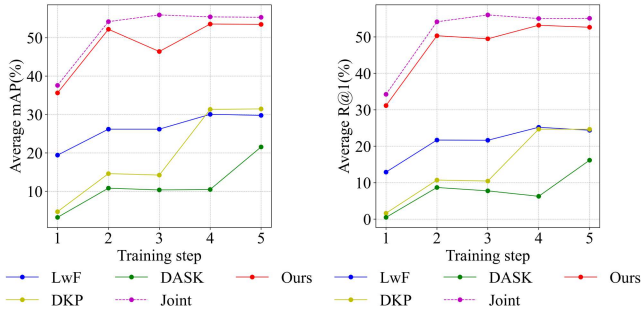 Average mAP(%)
50
40
30
20
10
1 2 3 4 5
Training step
LwF DASK Ours
DKP Joint
Average R@1(%)
50
40
30
20
10
0
1 2 3 4 5
Training step
LwF DASK Ours
DKP Joint